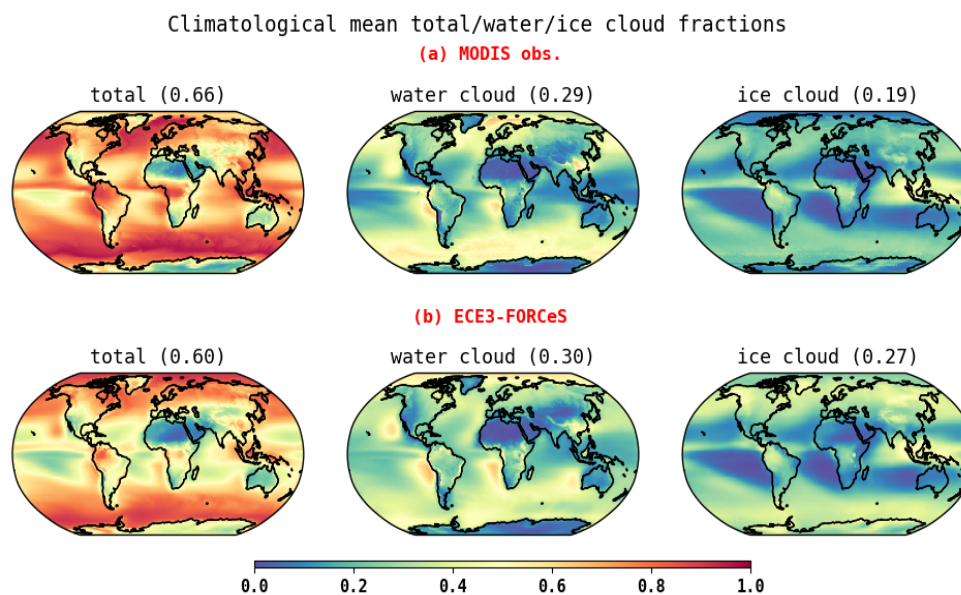 Climatological mean total/water/ice cloud fractions
(a) MODIS obs.
total (0.66) water cloud (0.29) ice cloud (0.19)
(b) ECE3-FORCeS
total (0.60) water cloud (0.30) ice cloud (0.27)
0.0 0.2 0.4 0.6 0.8 1.0